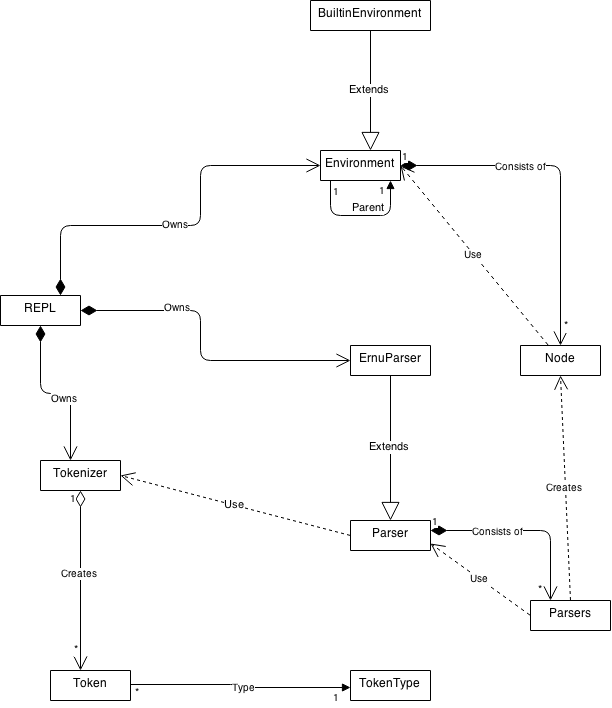 BuiltinEnvironment
Extends
Environment
1
Consists of
1
1
Parent
Owns
Use
REPL
Owns
*
ErnuParser
Node
Owns
Extends
Tokenizer
1
Creates
Use
1
Parser
Consists of
Creates
Use
*
Parsers
*
Token
*
Type
1
TokenType